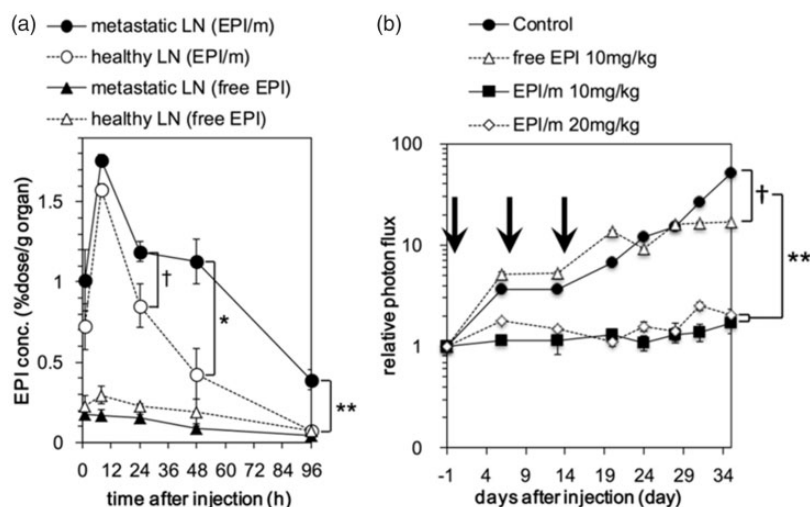 (a)
metastatic LN (EPI/m)
healthy LN (EPI/m)
metastatic LN (free EPI)
healthy LN (free EPI)
EPI conc. (%dose/g organ)
1.5
1
0.5
0
†
*
**
0 12 24 36 48 60 72 84 96
time after injection (h)
(b)
Control
free EPI 10mg/kg
EPI/m 10mg/kg
EPI/m 20mg/kg
relative photon flux
100
10
1
0
†
**
-1 4 9 14 19 24 29 34
days after injection (day)